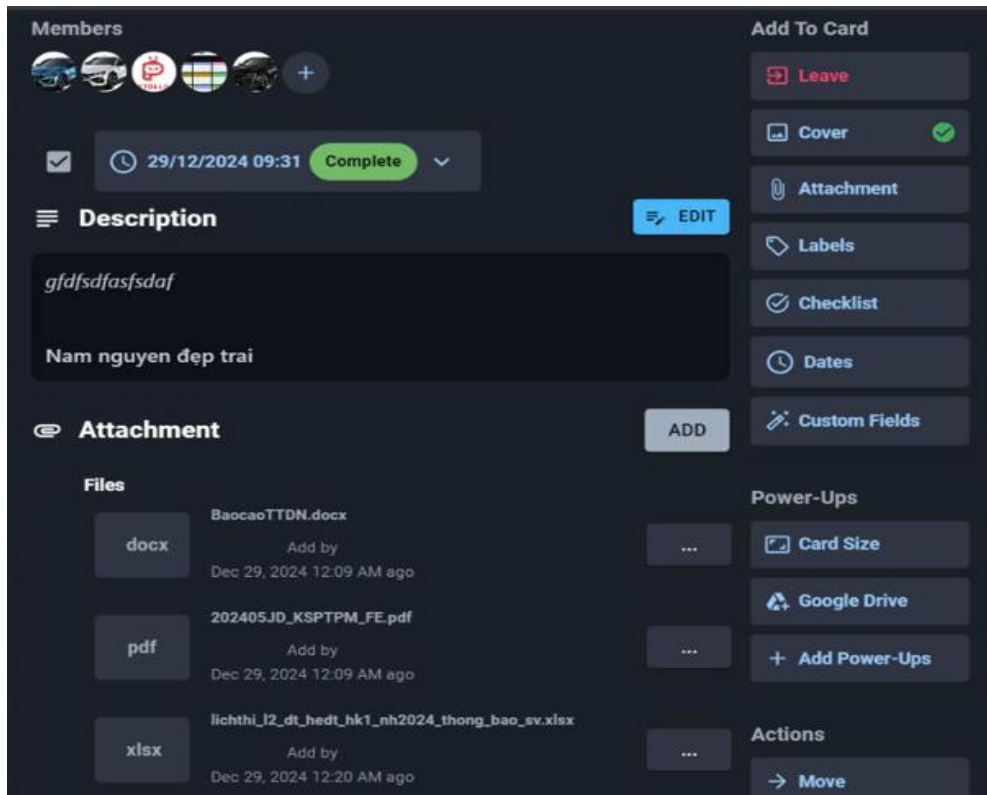 Members
+
29/12/2024 09:31 Complete
Description
EDIT
gfdfsdfasfsdaf
Nam nguyen đẹp trai
Attachment
ADD
Files
docx
BaocaoTTDN.docx
Add by
Dec 29, 2024 12:09 AM ago
...
pdf
202405JD_KSPTPM_FE.pdf
Add by
Dec 29, 2024 12:09 AM ago
...
xlsx
lichthi_l2_dt_hedt_hk1_nh2024_thong_bao_sv.xlsx
Add by
Dec 29, 2024 12:20 AM ago
...
Add To Card
Leave
Cover
Attachment
Labels
Checklist
Dates
Custom Fields
Power-Ups
Card Size
Google Drive
+ Add Power-Ups
Actions
Move